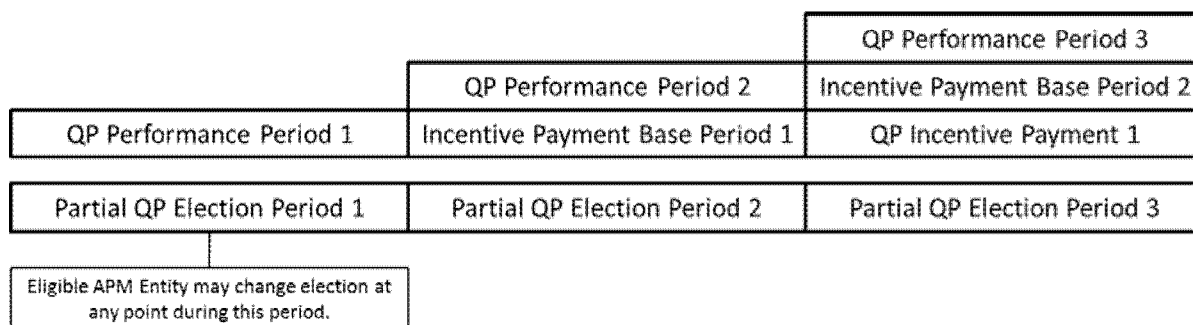 QP Performance Period 3
QP Performance Period 2 Incentive Payment Base Period 2
QP Performance Period 1 Incentive Payment Base Period 1 QP Incentive Payment 1
Partial QP Election Period 1 Partial QP Election Period 2 Partial QP Election Period 3
Eligible APM Entity may change election at
any point during this period.